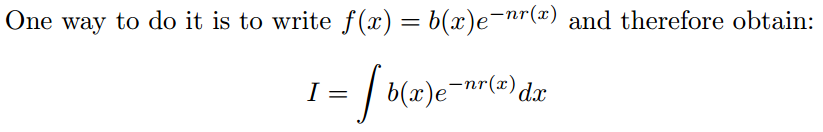 One way to do it is to write f(x) = b(x)e^{-nr(x)} and therefore obtain:
I = ∫ b(x)e^{-nr(x)} dx